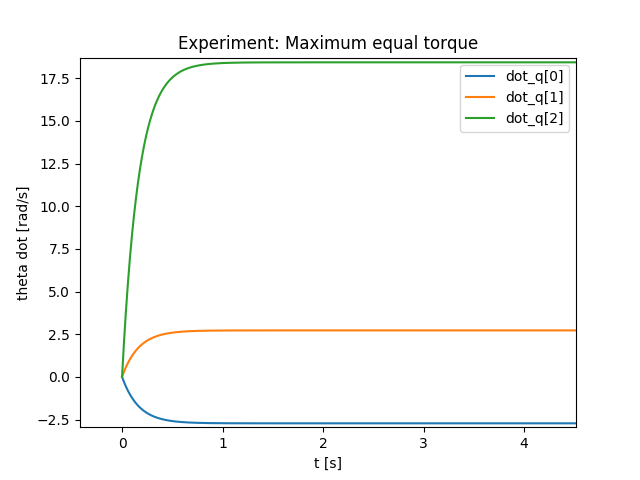 Experiment: Maximum equal torque
dot_q[0]
dot_q[1]
dot_q[2]
theta dot [rad/s]
17.5
15.0
12.5
10.0
7.5
5.0
2.5
0.0
−2.5
0
1
2
3
4
t [s]